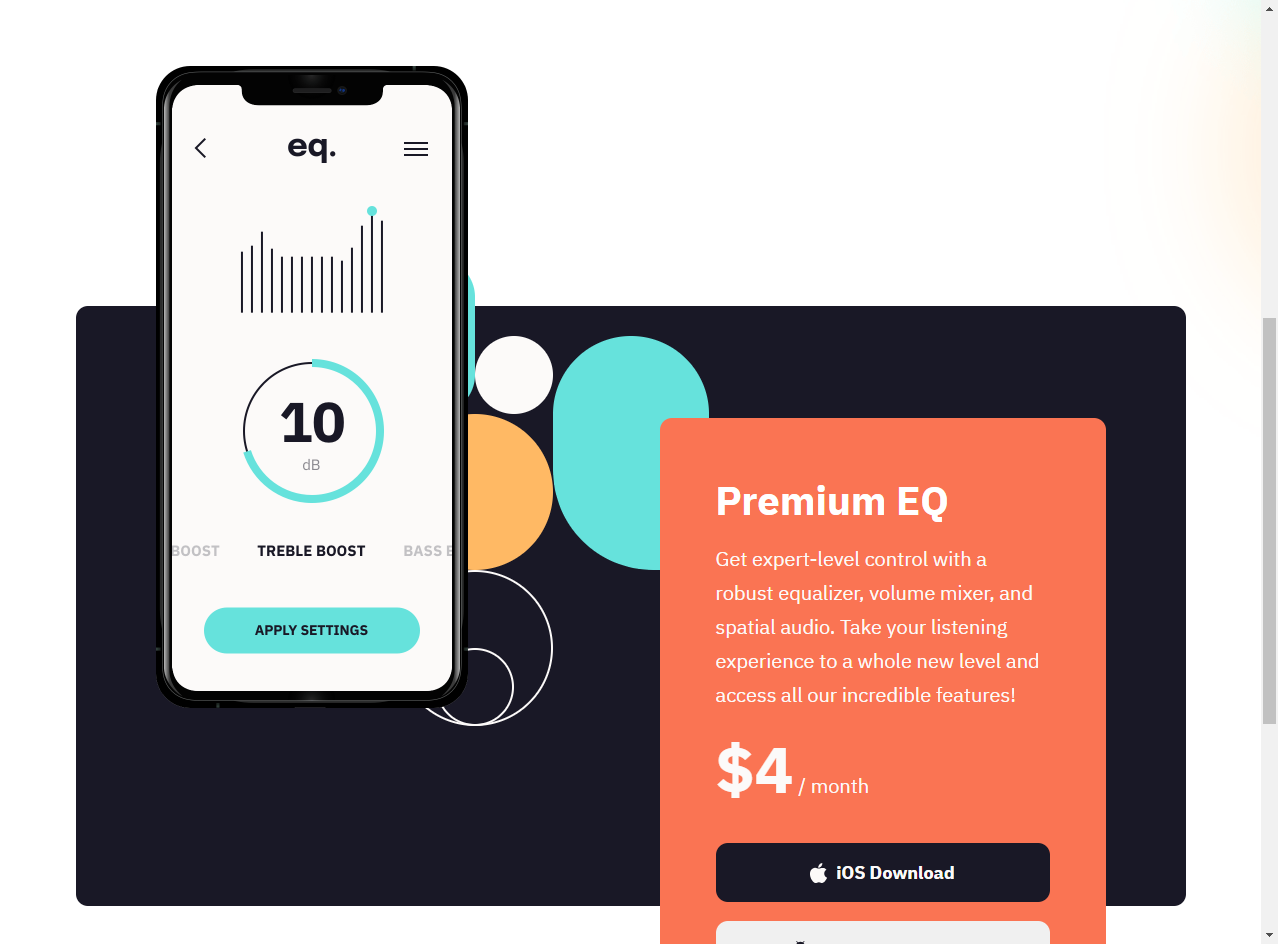 eq.
10
dB
BOOST
TREBLE BOOST
BASS
APPLY SETTINGS
Premium EQ
Get expert-level control with a
robust equalizer, volume mixer, and
spatial audio. Take your listening
experience to a whole new level and
access all our incredible features!
$4 / month
iOS Download